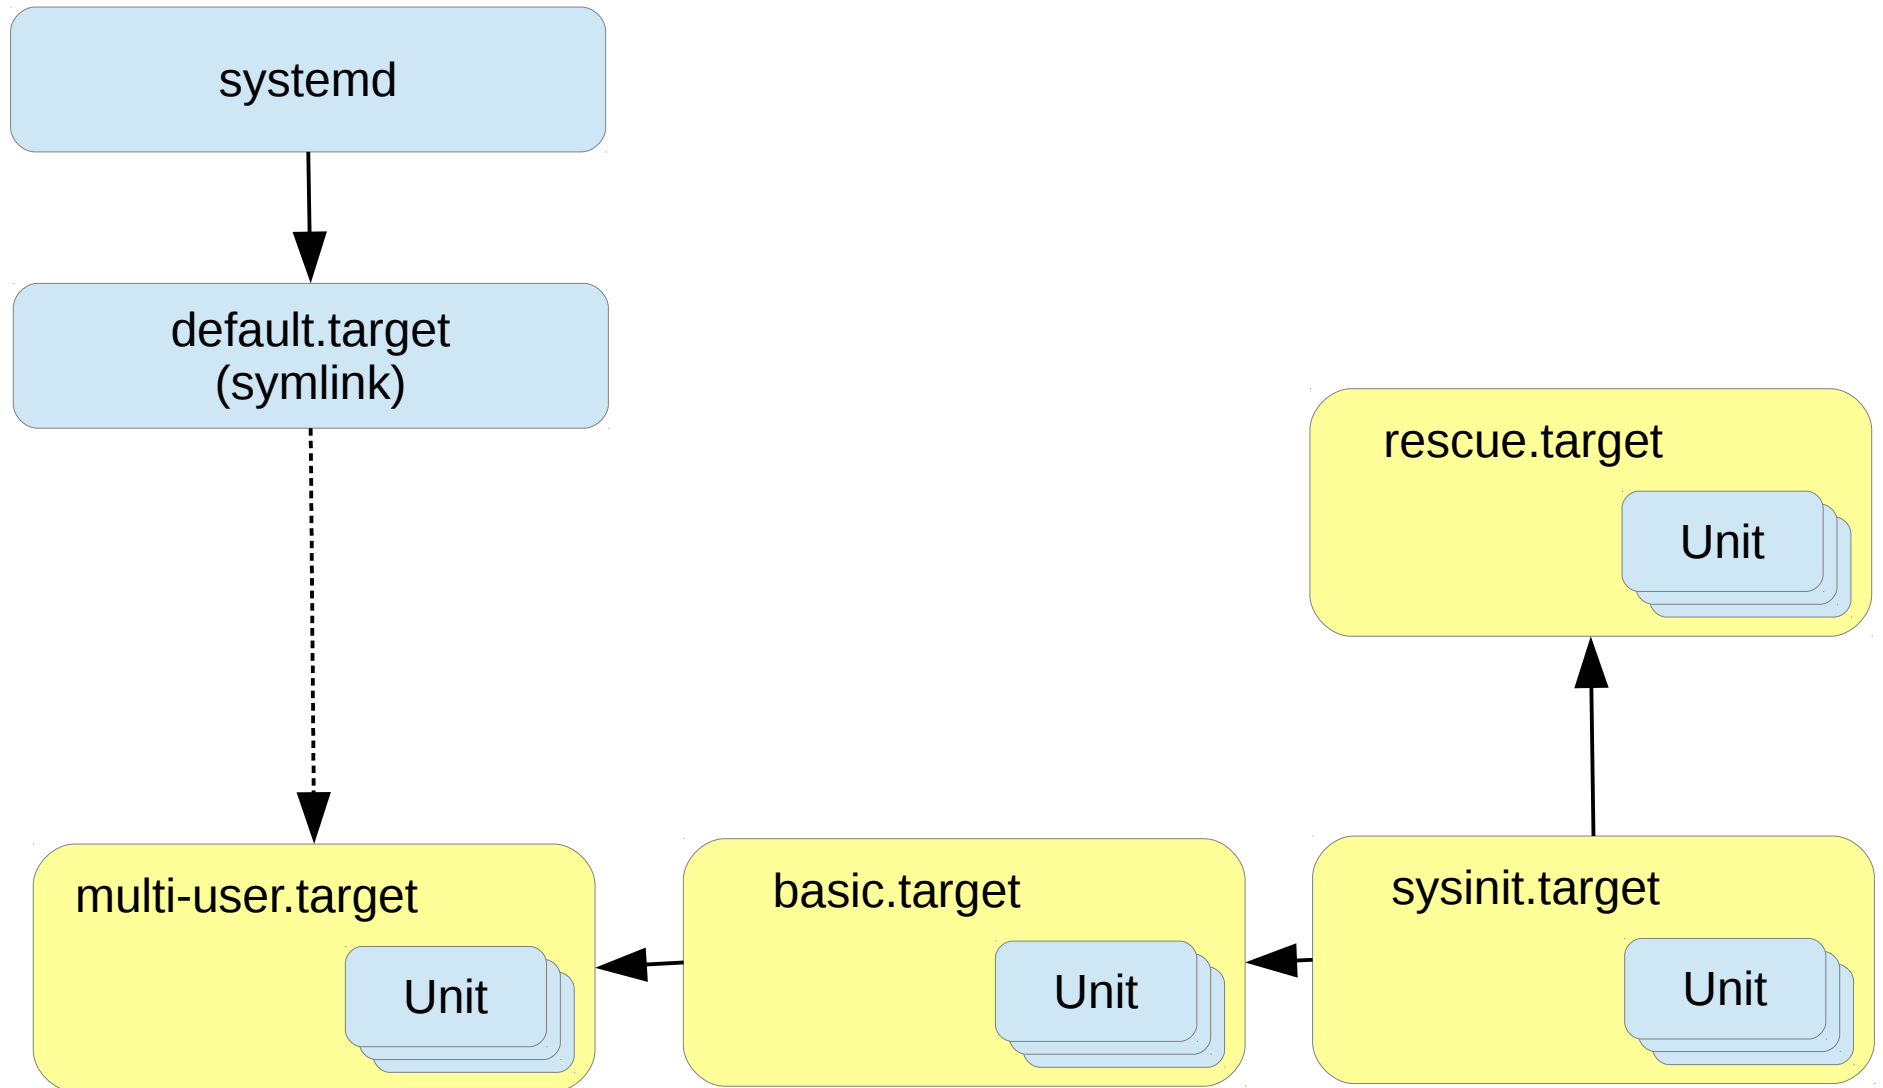 systemd
default.target
(symlink)
rescue.target
Unit
multi-user.target
Unit
basic.target
Unit
sysinit.target
Unit